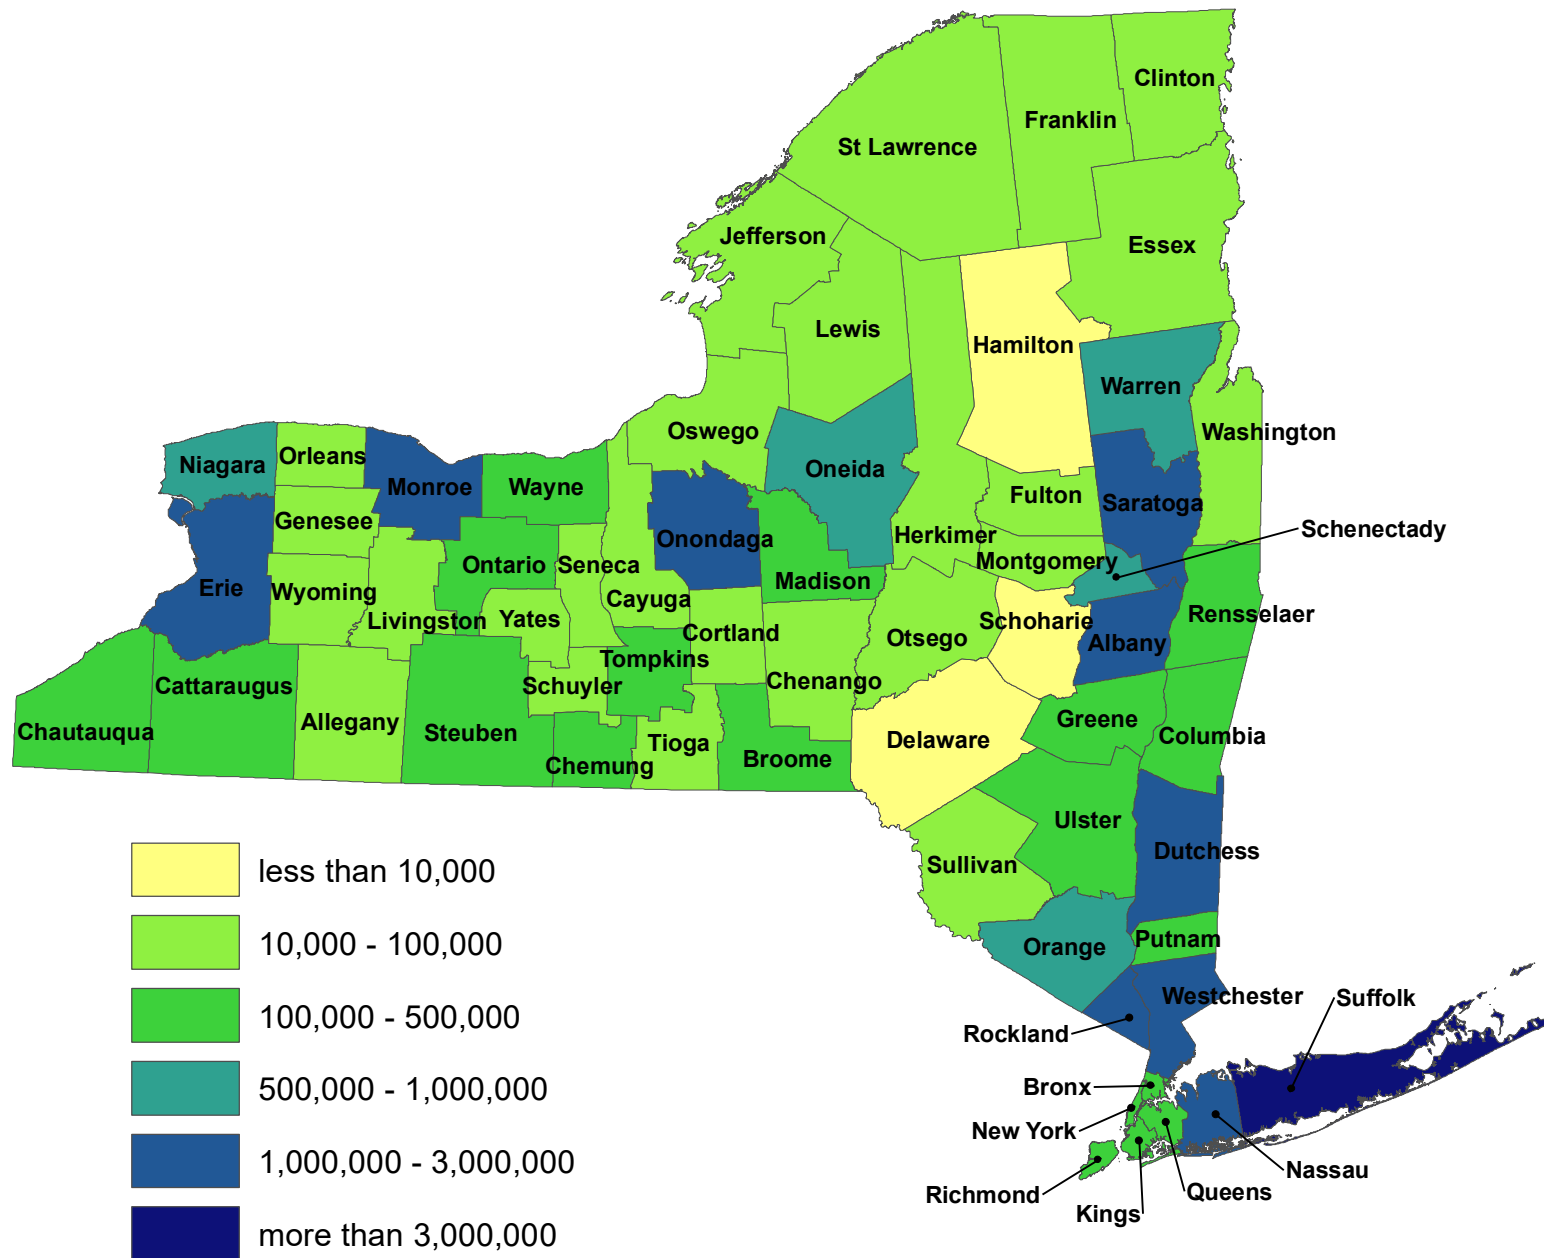 Clinton
Franklin
St Lawrence
Jefferson
Essex
Lewis
Hamilton
Warren
Oswego
Washington
Orleans
Niagara
Oneida
Monroe
Wayne
Fulton
Saratoga
Genesee
Schenectady
Herkimer
Onondaga
Montgomery
Ontario
Seneca
Madison
Erie
Wyoming
Cayuga
Rensselaer
Livingston
Yates
Schoharie
Cortland
Otsego
Albany
Tompkins
Chenango
Cattaraugus
Schuyler
Greene
Allegany
Chautauqua
Steuben
Columbia
Delaware
Tioga
Broome
Chemung
Ulster
Dutchess
Sullivan
Putnam
Orange
Westchester
Suffolk
Rockland
Bronx
New York
Nassau
Queens
Richmond
Kings
less than 10,000
10,000 - 100,000
100,000 - 500,000
500,000 - 1,000,000
1,000,000 - 3,000,000
more than 3,000,000